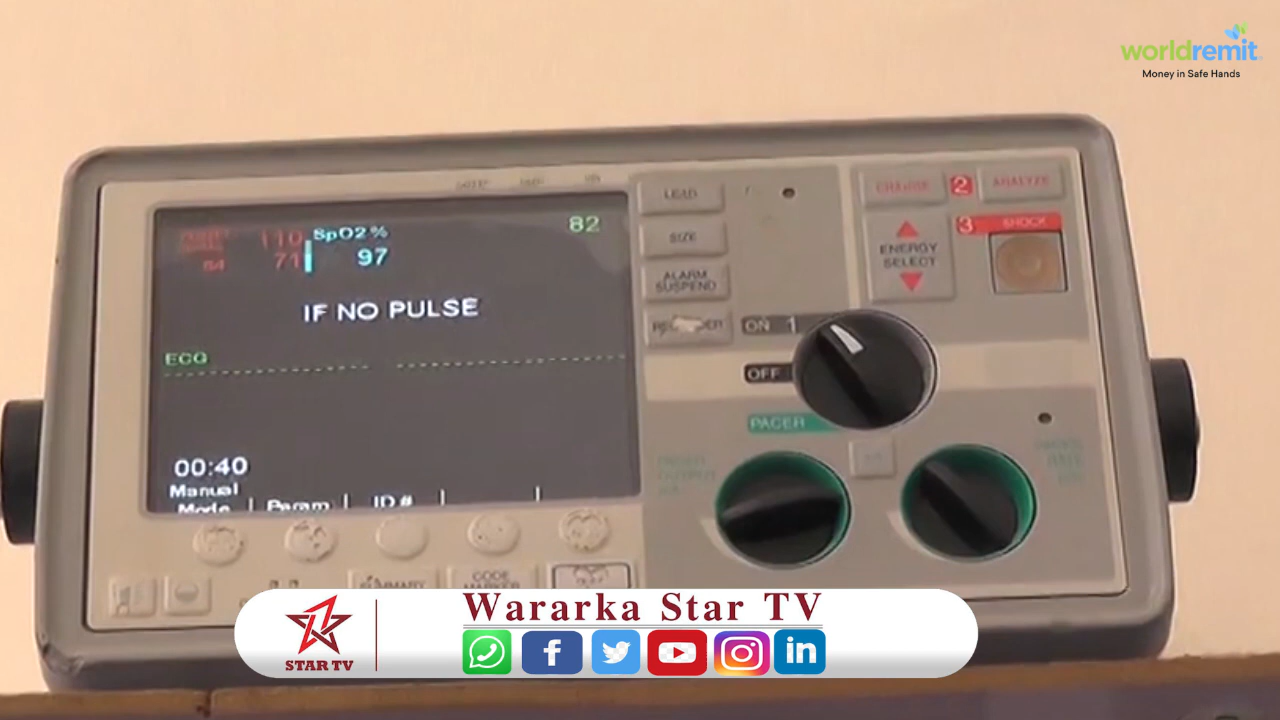 worldremit
Money in Safe Hands
LEAD
SIZE
ALARM
SUSPEND
2 ANALYZE
3 SHOCK
ENERGY
SELECT
ON 1
OFF
PACER
110 SpO2 % 82
84 71 97
IF NO PULSE
ECG
00:40
Manual
Mode Param ID #
SUMMARY
CODE
MARKER
Wararka Star TV
STAR TV